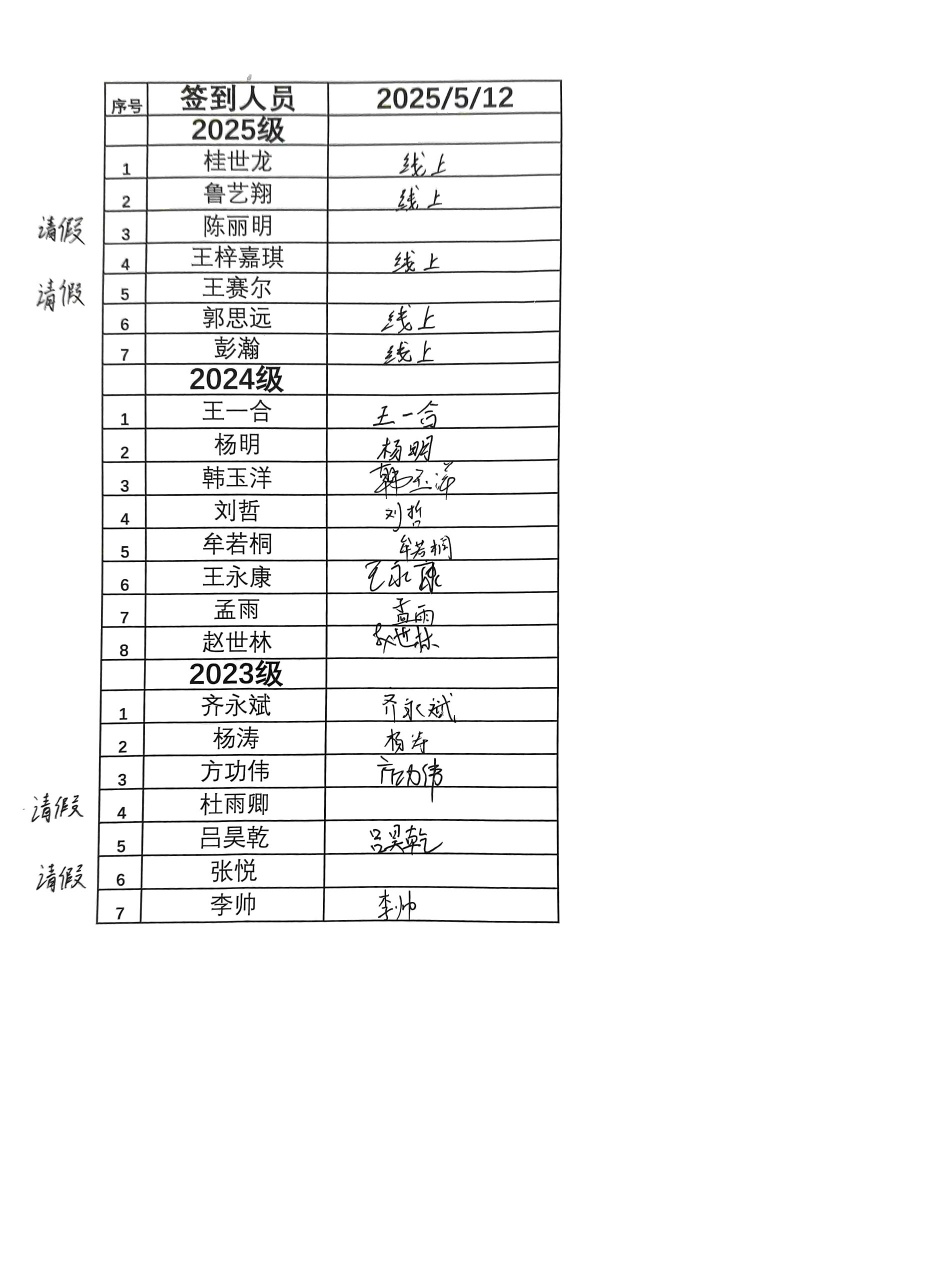 序号 签到人员 2025/5/12
2025级
1 桂世龙 线上
2 鲁艺翔 线上
请假 3 陈丽明
4 王梓嘉琪 线上
请假 5 王赛尔
6 郭思远 线上
7 彭瀚 线上
2024级
1 王一合 王一合
2 杨明 杨明
3 韩玉洋 韩玉洋
4 刘哲 刘哲
5 牟若桐 牟若桐
6 王永康 王永康
7 孟雨 孟雨
8 赵世林 赵世林
2023级
1 齐永斌 齐永斌
2 杨涛 杨涛
3 方功伟 方功伟
请假 4 杜雨卿
5 吕昊乾 吕昊乾
请假 6 张悦
7 李帅 李帅